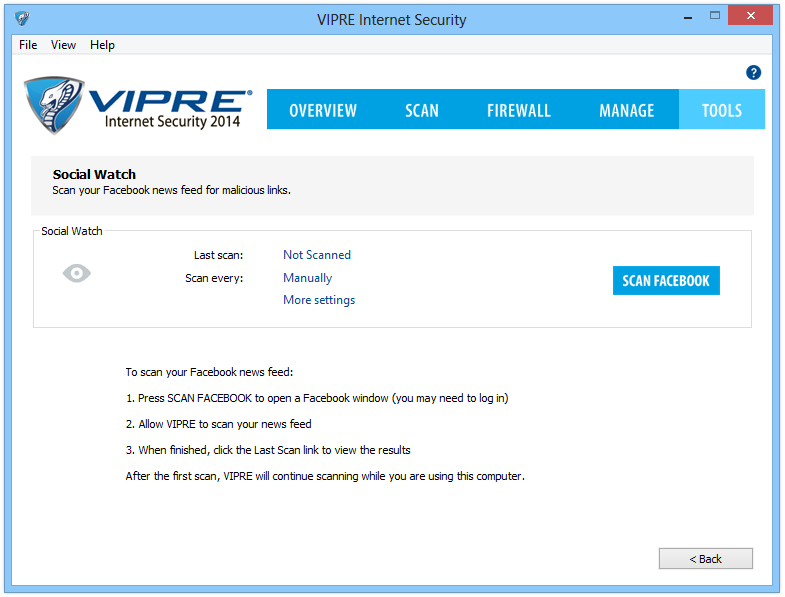 VIPRE Internet Security
File View Help
?
VIPRE®
Internet Security 2014
OVERVIEW SCAN FIREWALL MANAGE TOOLS
Social Watch
Scan your Facebook news feed for malicious links.
Social Watch
Last scan: Not Scanned
Scan every: Manually
More settings
SCAN FACEBOOK
To scan your Facebook news feed:
1. Press SCAN FACEBOOK to open a Facebook window (you may need to log in)
2. Allow VIPRE to scan your news feed
3. When finished, click the Last Scan link to view the results
After the first scan, VIPRE will continue scanning while you are using this computer.
< Back